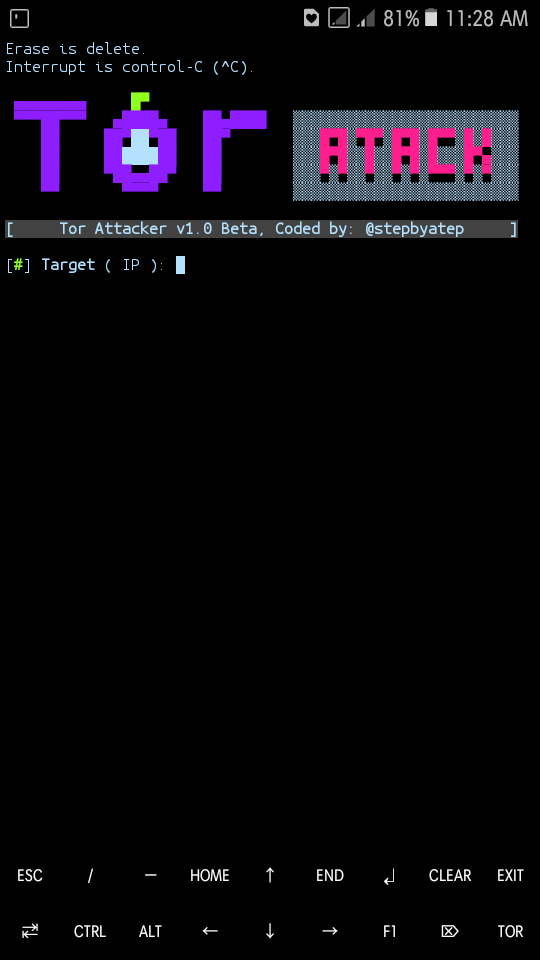 81% 11:28 AM
Erase is delete.
Interrupt is control-C (^C).
Tor ATACK
[ Tor Attacker v1.0 Beta, Coded by: @stepbyatep ]
[#] Target ( IP ):
ESC / — HOME ↑ END ↲ CLEAR EXIT
⇄ CTRL ALT ← ↓ → F1 ⌦ TOR